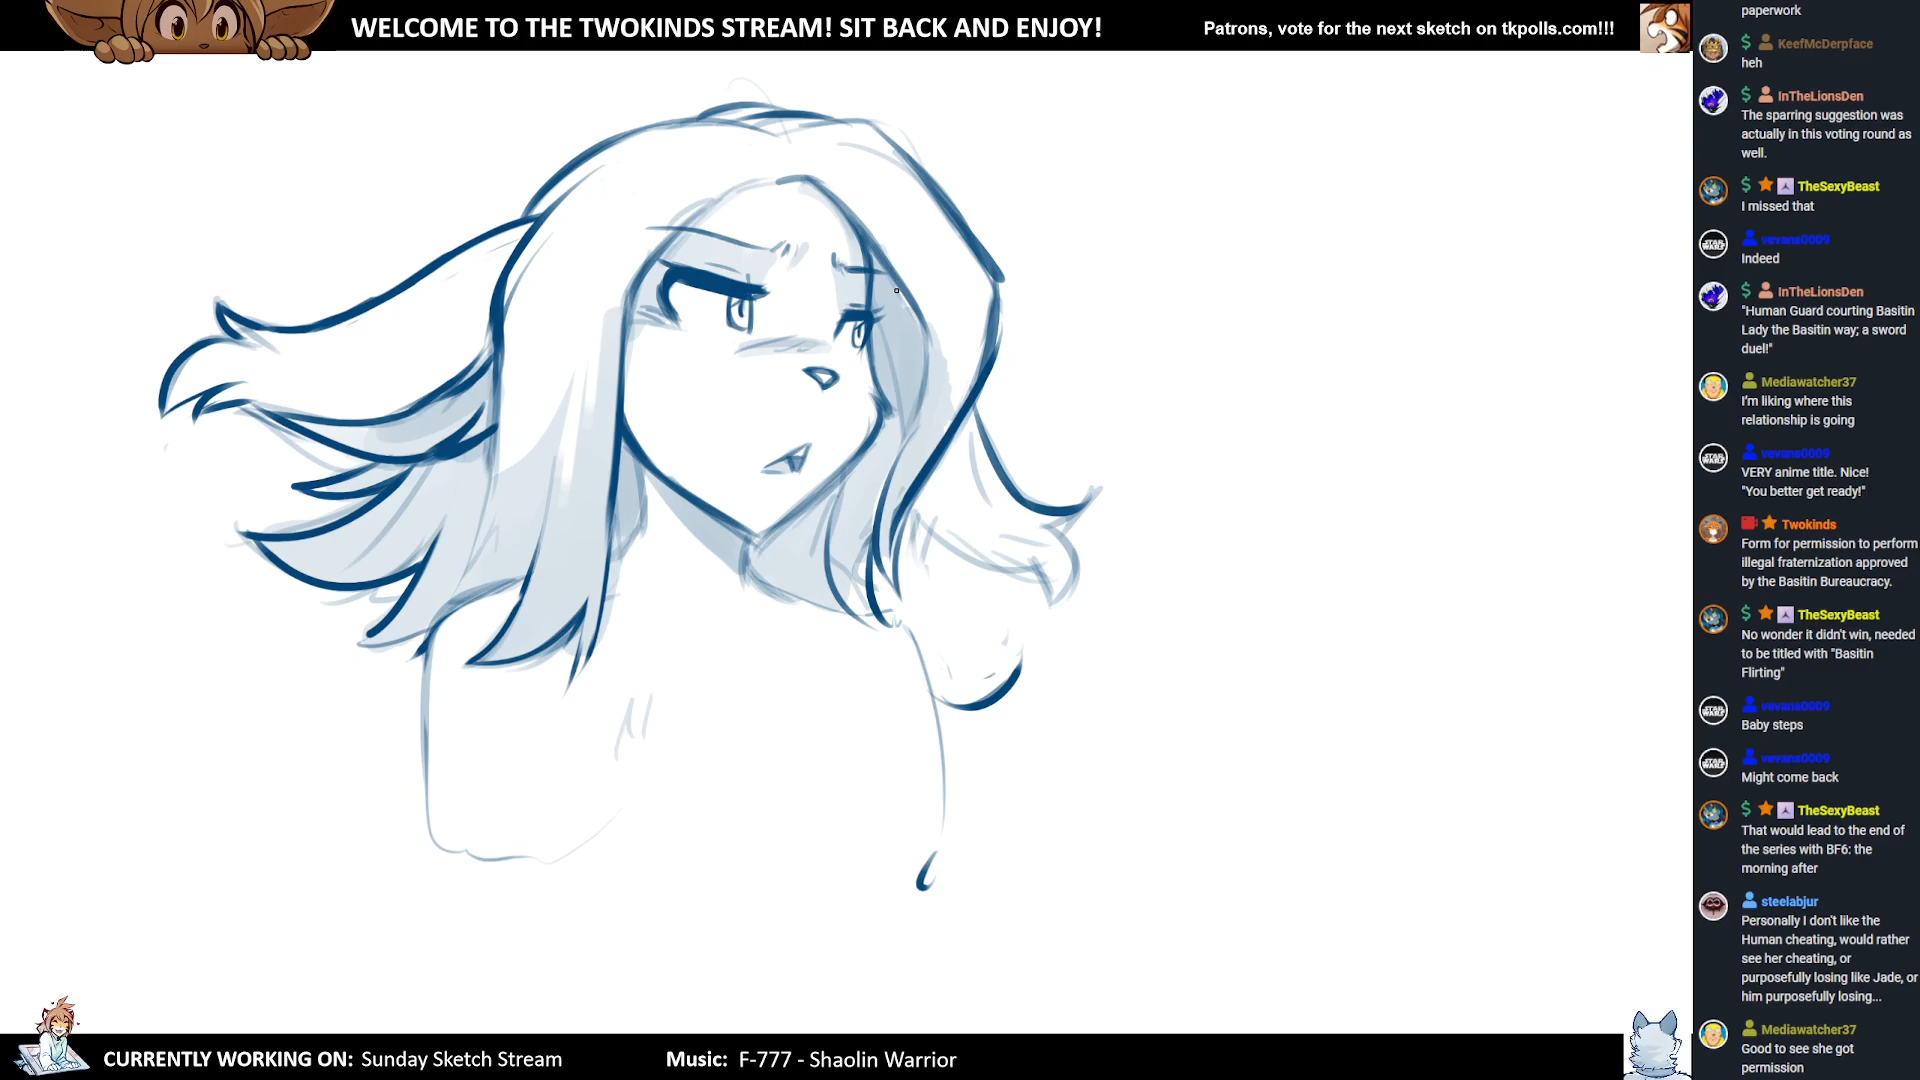 WELCOME TO THE TWOKINDS STREAM! SIT BACK AND ENJOY!
Patrons, vote for the next sketch on tkpolls.com!!!
paperwork
KeefMcDerpface
heh
InTheLionsDen
The sparring suggestion was
actually in this voting round as
well.
TheSexyBeast
I missed that
vevans0009
Indeed
InTheLionsDen
"Human Guard courting Basitin
Lady the Basitin way; a sword
duel!"
Mediawatcher37
I'm liking where this
relationship is going
vevans0009
VERY anime title. Nice!
"You better get ready!"
Twokinds
Form for permission to perform
illegal fraternization approved
by the Basitin Bureaucracy.
TheSexyBeast
No wonder it didn't win, needed
to be titled with "Basitin
Flirting"
vevans0009
Baby steps
vevans0009
Might come back
TheSexyBeast
That would lead to the end of
the series with BF6: the
morning after
steelabjur
Personally I don't like the
Human cheating, would rather
see her cheating, or
purposefully losing like Jade, or
him purposefully losing...
Mediawatcher37
Good to see she got
permission
CURRENTLY WORKING ON: Sunday Sketch Stream
Music: F-777 - Shaolin Warrior